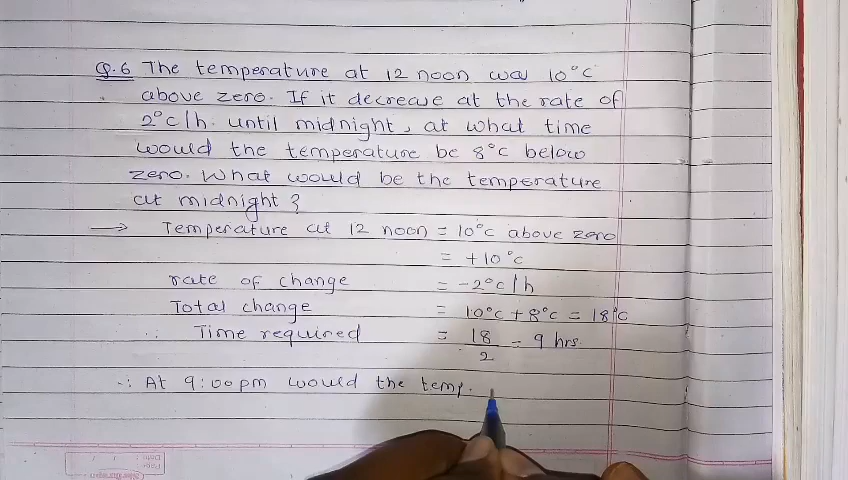 Q.6 The temperature at 12 noon was 10°C
above zero. If it decrease at the rate of
2°C/h. until midnight, at what time
would the temperature be 8°C below
zero. What would be the temperature
at midnight?
→ Temperature at 12 noon = 10°C above zero
= +10°C
rate of change = -2°C/h
Total change = 10°C + 8°C = 18°C
∴ Time required = 18/2 = 9 hrs.
∴ At 9:00pm would the temp.